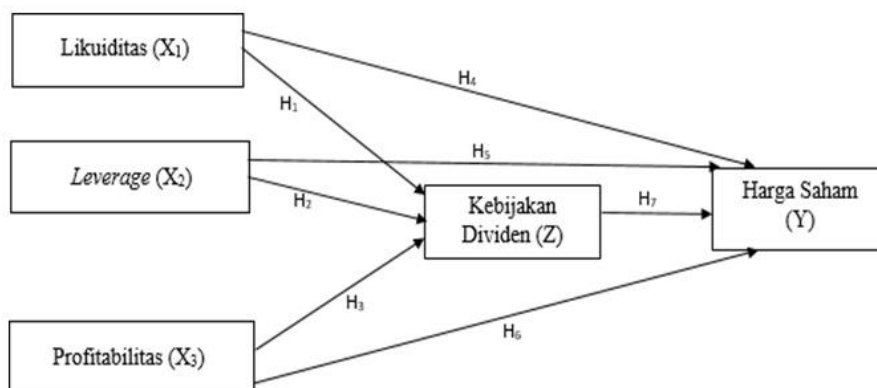 Likuiditas (X₁)
H₄
H₁
Leverage (X₂)
H₅
H₂
Kebijakan
Dividen (Z)
H₇
Harga Saham
(Y)
H₃
H₆
Profitabilitas (X₃)